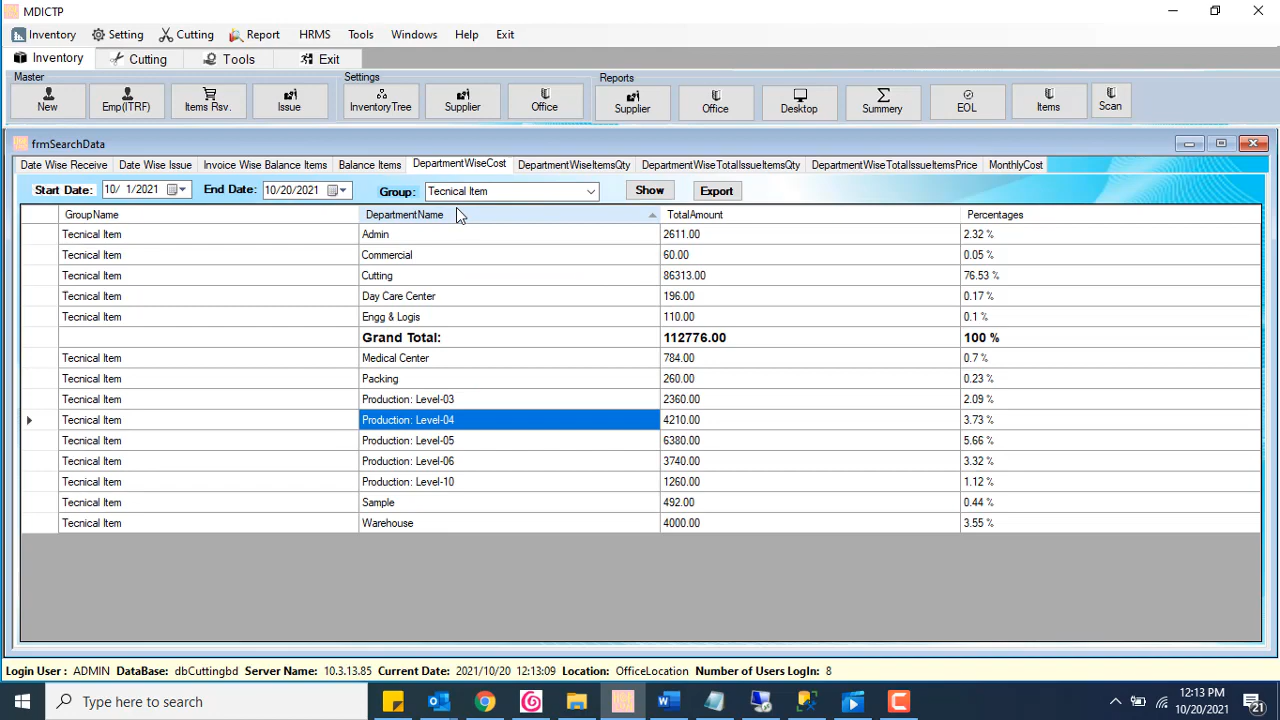 MDICTP
Inventory Setting Cutting Report HRMS Tools Windows Help Exit
Inventory Cutting Tools Exit
Master Settings Reports
New Emp(ITRF) Items Rsv. Issue InventoryTree Supplier Office Supplier Office Desktop Summery EOL Items Scan
frmSearchData
Date Wise Receive Date Wise Issue Invoice Wise Balance Items Balance Items DepartmentWiseCost DepartmentWiseItemsQty DepartmentWiseTotalIssueItemsQty DepartmentWiseTotalIssueItemsPrice MonthlyCost
Start Date: 10/ 1/2021 End Date: 10/20/2021 Group: Tecnical Item Show Export
GroupName DepartmentName TotalAmount Percentages
Tecnical Item Admin 2611.00 2.32 %
Tecnical Item Commercial 60.00 0.05 %
Tecnical Item Cutting 86313.00 76.53 %
Tecnical Item Day Care Center 196.00 0.17 %
Tecnical Item Engg & Logis 110.00 0.1 %
Grand Total: 112776.00 100 %
Tecnical Item Medical Center 784.00 0.7 %
Tecnical Item Packing 260.00 0.23 %
Tecnical Item Production: Level-03 2360.00 2.09 %
Tecnical Item Production: Level-04 4210.00 3.73 %
Tecnical Item Production: Level-05 6380.00 5.66 %
Tecnical Item Production: Level-06 3740.00 3.32 %
Tecnical Item Production: Level-10 1260.00 1.12 %
Tecnical Item Sample 492.00 0.44 %
Tecnical Item Warehouse 4000.00 3.55 %
Login User : ADMIN DataBase: dbCuttingbd Server Name: 10.3.13.85 Current Date: 2021/10/20 12:13:09 Location: OfficeLocation Number of Users LogIn: 8
Type here to search 12:13 PM
10/20/2021 21